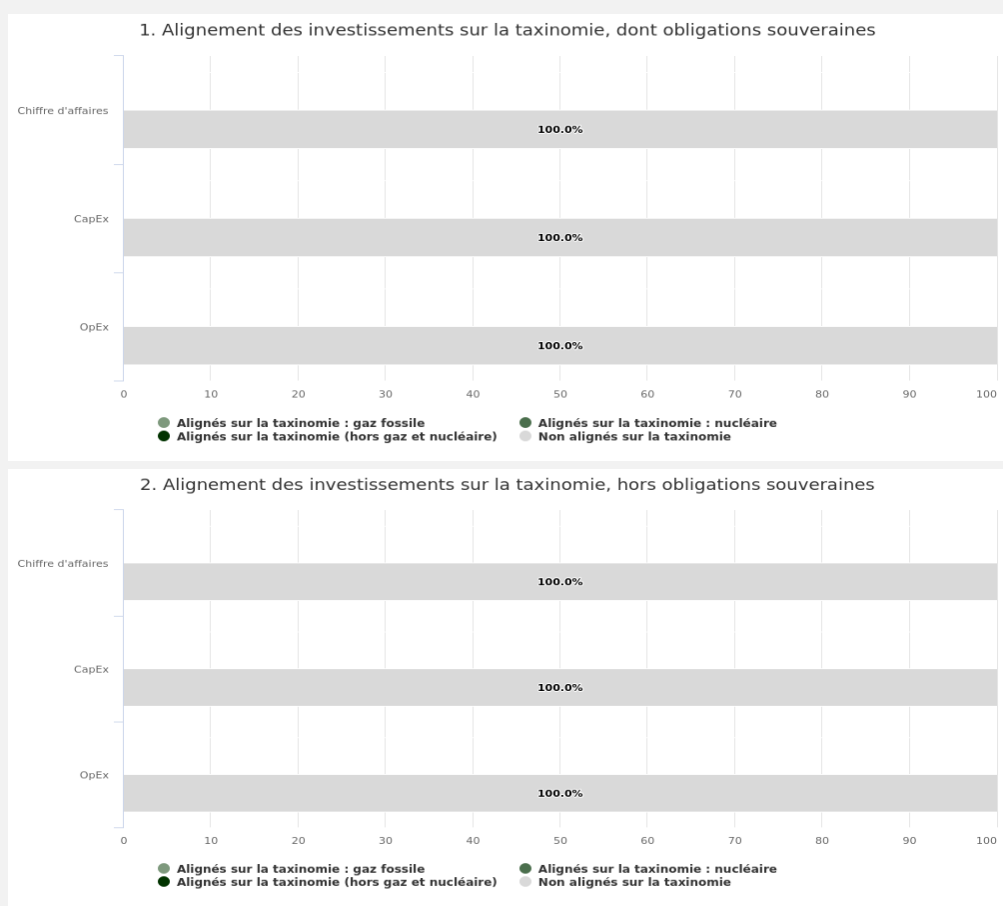 1. Alignement des investissements sur la taxinomie, dont obligations souveraines
Chiffre d'affaires
100.0%
CapEx
100.0%
OpEx
100.0%
0 10 20 30 40 50 60 70 80 90 100
Alignés sur la taxinomie : gaz fossile Alignés sur la taxinomie : nucléaire
Alignés sur la taxinomie (hors gaz et nucléaire) Non alignés sur la taxinomie
2. Alignement des investissements sur la taxinomie, hors obligations souveraines
Chiffre d'affaires
100.0%
CapEx
100.0%
OpEx
100.0%
0 10 20 30 40 50 60 70 80 90 100
Alignés sur la taxinomie : gaz fossile Alignés sur la taxinomie : nucléaire
Alignés sur la taxinomie (hors gaz et nucléaire) Non alignés sur la taxinomie